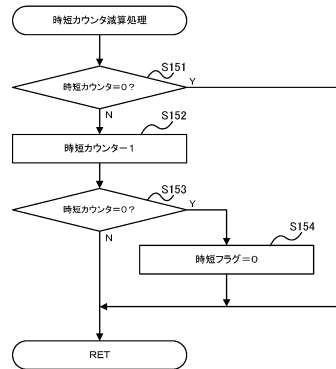 時短カウンタ減算処理
S151
時短カウンタ=0?
Y
N
S152
時短カウンター1
S153
時短カウンタ=0?
Y
N
S154
時短フラグ=0
RET